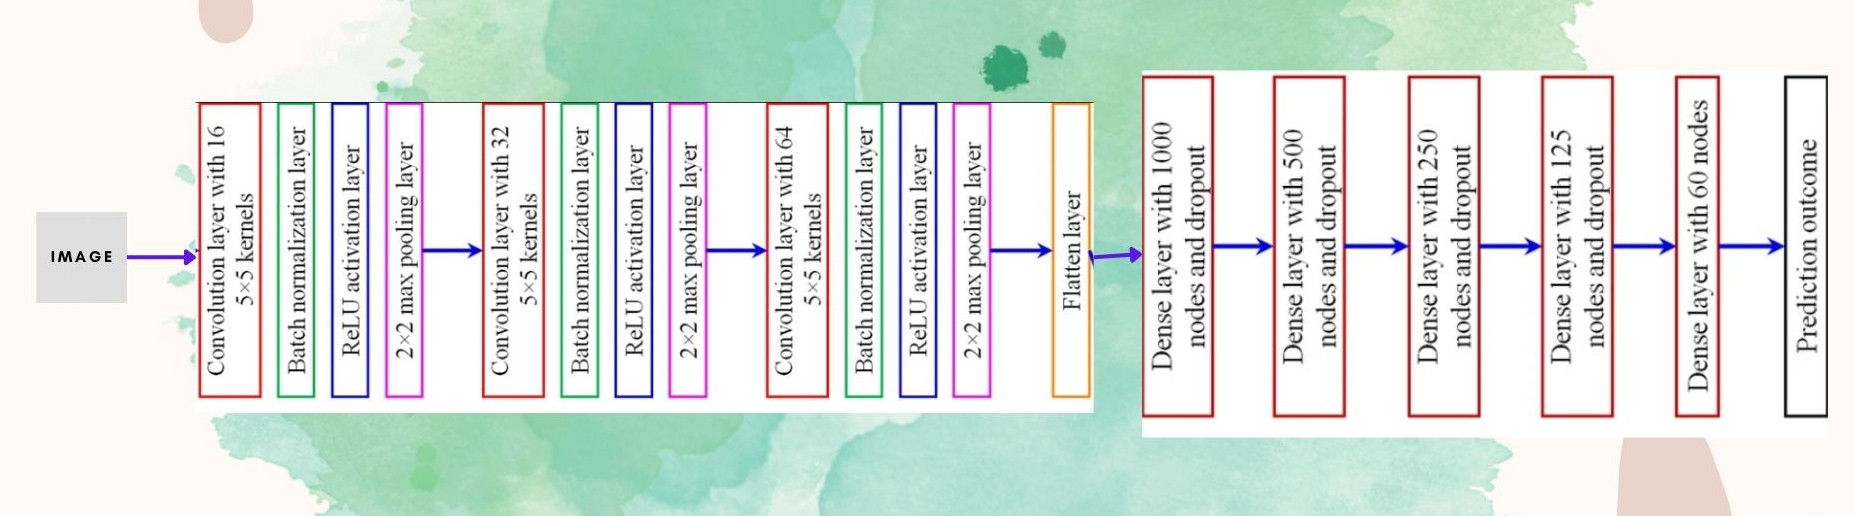 IMAGE
Convolution layer with 16
5×5 kernels
Batch normalization layer
ReLU activation layer
2×2 max pooling layer
Convolution layer with 32
5×5 kernels
Batch normalization layer
ReLU activation layer
2×2 max pooling layer
Convolution layer with 64
5×5 kernels
Batch normalization layer
ReLU activation layer
2×2 max pooling layer
Flatten layer
Dense layer with 1000
nodes and dropout
Dense layer with 500
nodes and dropout
Dense layer with 250
nodes and dropout
Dense layer with 125
nodes and dropout
Dense layer with 60 nodes
Prediction outcome